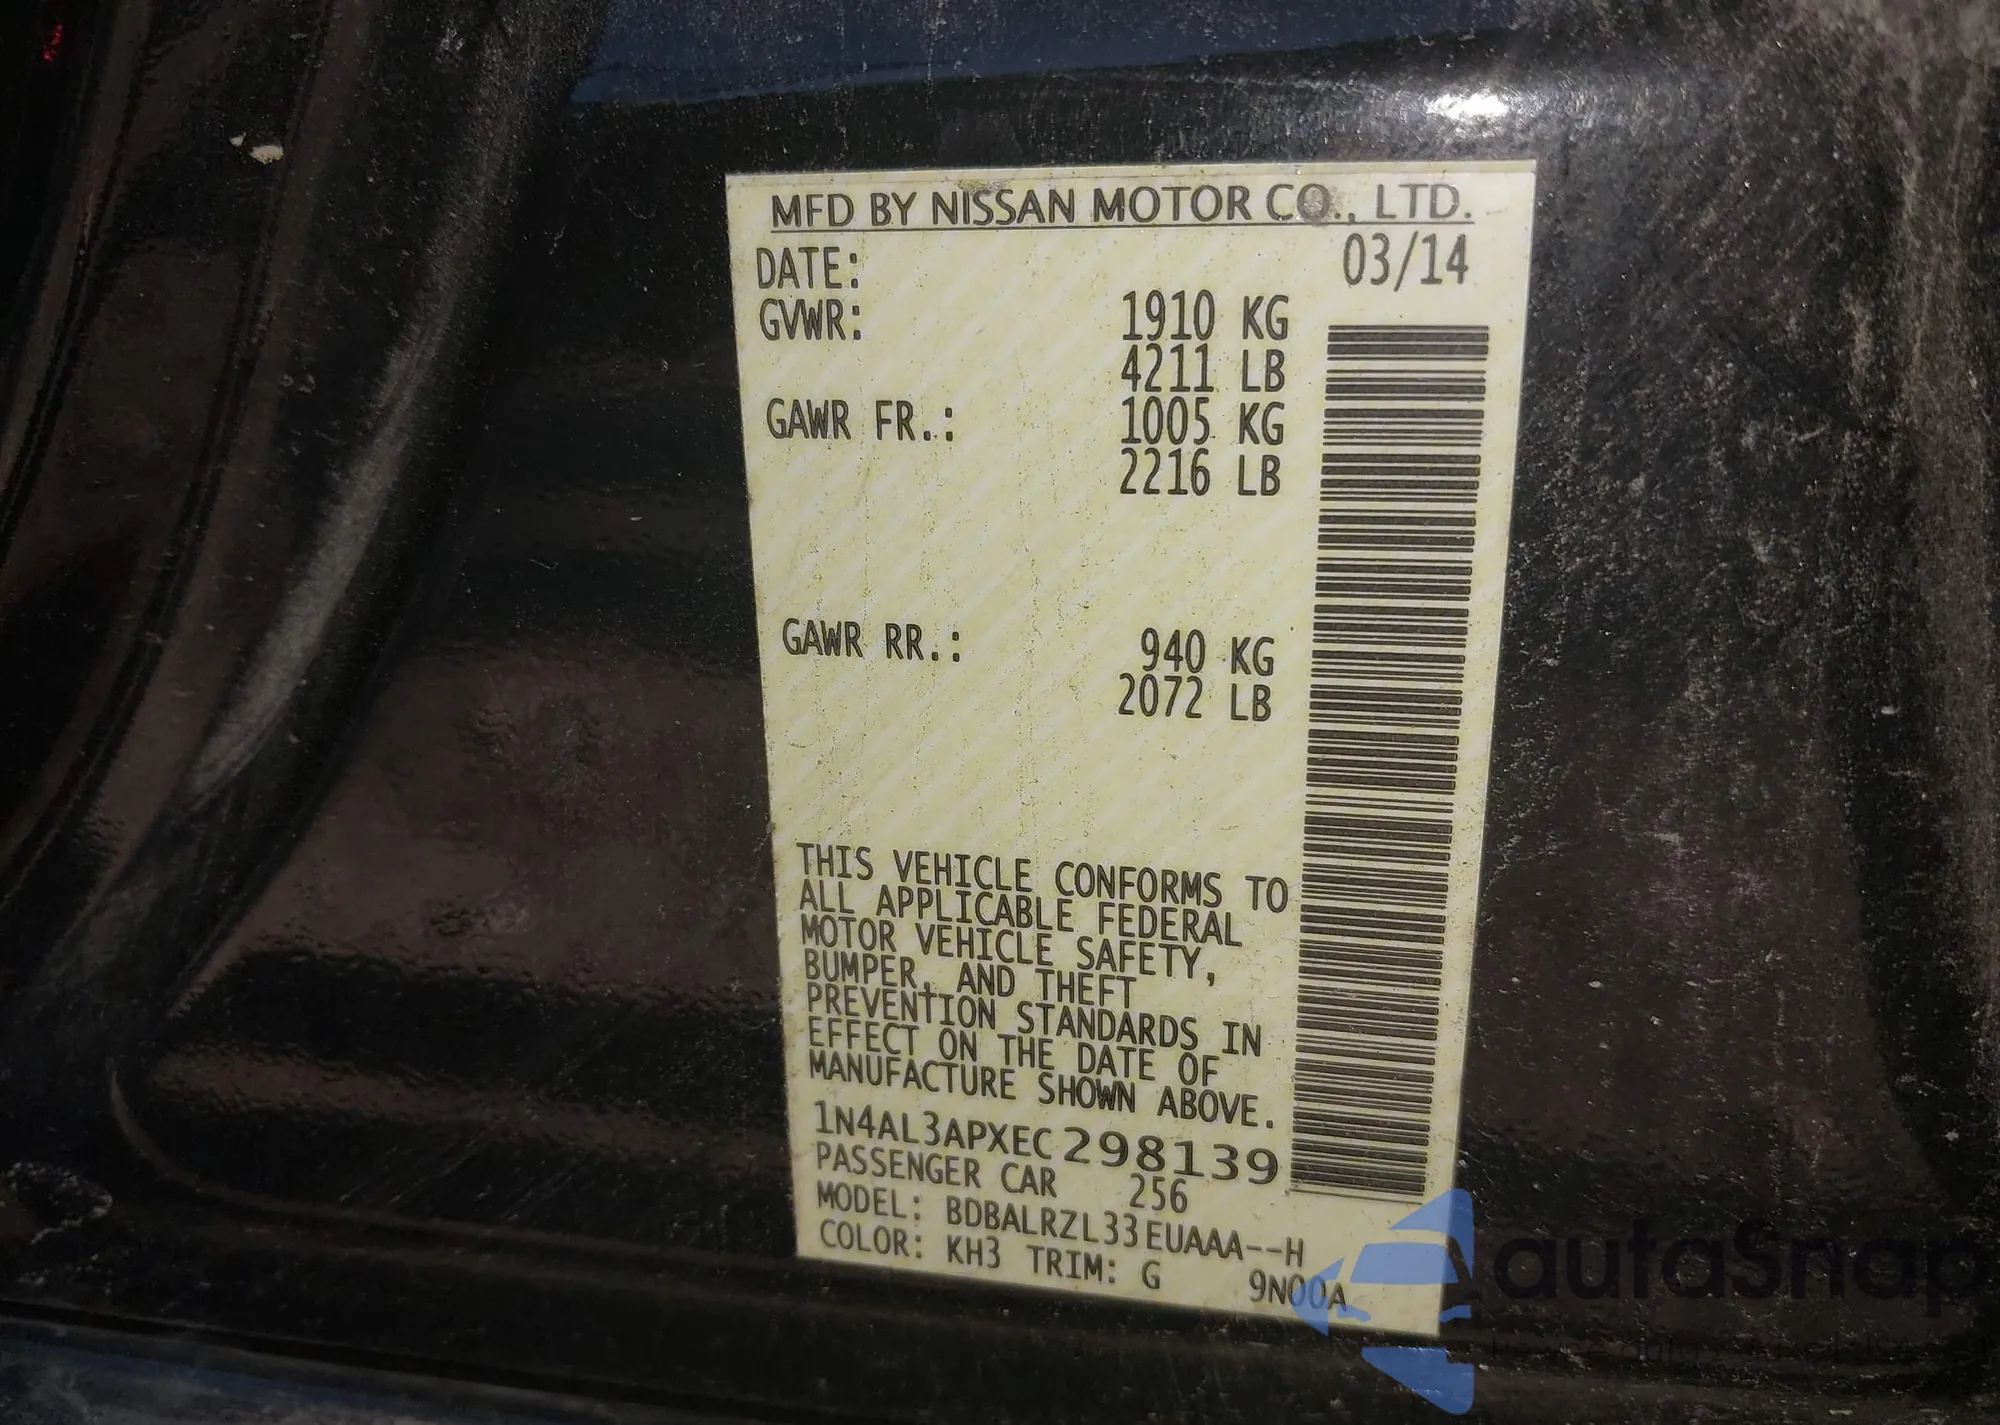 MFD BY NISSAN MOTOR CO., LTD.
DATE: 03/14
GVWR: 1910 KG
4211 LB
GAWR FR.: 1005 KG
2216 LB
GAWR RR.: 940 KG
2072 LB
THIS VEHICLE CONFORMS TO
ALL APPLICABLE FEDERAL
MOTOR VEHICLE SAFETY,
BUMPER, AND THEFT
PREVENTION STANDARDS IN
EFFECT ON THE DATE OF
MANUFACTURE SHOWN ABOVE.
1N4AL3APXEC298139
PASSENGER CAR 256
MODEL: BDBALRZL33EUAAA--H
COLOR: KH3 TRIM: G 9N00A
autaSnap